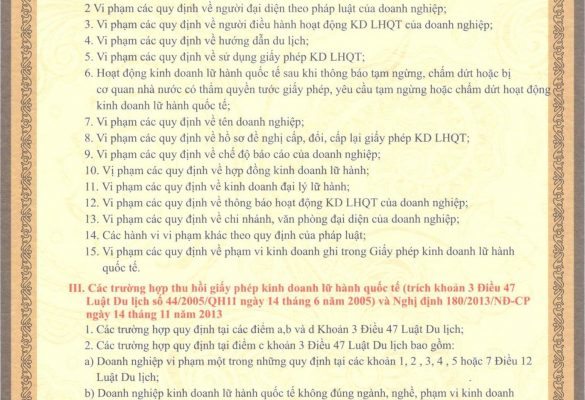 2 Vi phạm các quy định về người đại diện theo pháp luật của doanh nghiệp;
3. Vi phạm các quy định về người điều hành hoạt động KD LHQT của doanh nghiệp;
4. Vi phạm các quy định về hướng dẫn du lịch;
5. Vi phạm các quy định về sử dụng giấy phép KD LHQT;
6. Hoạt động kinh doanh lữ hành quốc tế sau khi thông báo tạm ngừng, chấm dứt hoặc bị
cơ quan nhà nước có thẩm quyền tước giấy phép, yêu cầu tạm ngừng hoặc chấm dứt hoạt động
kinh doanh lữ hành quốc tế;
7. Vi phạm các quy định về tên doanh nghiệp;
8. Vi phạm các quy định về hồ sơ đề nghị cấp, đổi, cấp lại giấy phép KD LHQT;
9. Vi phạm các quy định về chế độ báo cáo của doanh nghiệp;
10. Vị phạm các quy định về hợp đồng kinh doanh lữ hành;
11. Vi phạm các quy định về kinh doanh đại lý lữ hành;
12. Vi phạm các quy định về thông báo hoạt động KD LHQT của doanh nghiệp;
13. Vi phạm các quy định về chi nhánh, văn phòng đại diện của doanh nghiệp;
14. Các hành vi vi phạm khác theo quy định của pháp luật;
15. Vi phạm các quy định về phạm vi kinh doanh ghi trong Giấy phép kinh doanh lữ hành
quốc tế.
III. Các trường hợp thu hồi giấy phép kinh doanh lữ hành quốc tế (trích khoản 3 Điều 47
Luật Du lịch số 44/2005/QH11 ngày 14 tháng 6 năm 2005) và Nghị định 180/2013/NĐ-CP
ngày 14 tháng 11 năm 2013
1. Các trường hợp quy định tại các điểm a,b và d Khoản 3 Điều 47 Luật Du lịch;
2. Các trường hợp quy định tại điểm c khoản 3 Điều 47 Luật Du lịch bao gồm:
a) Doanh nghiệp vi phạm một trong những quy định tại các khoản 1, 2 , 3, 4 , 5 hoặc 7 Điều 12
Luật Du lịch;
b) Doanh nghiệp kinh doanh lữ hành quốc tế không đúng ngành, nghề, phạm vi kinh doanh